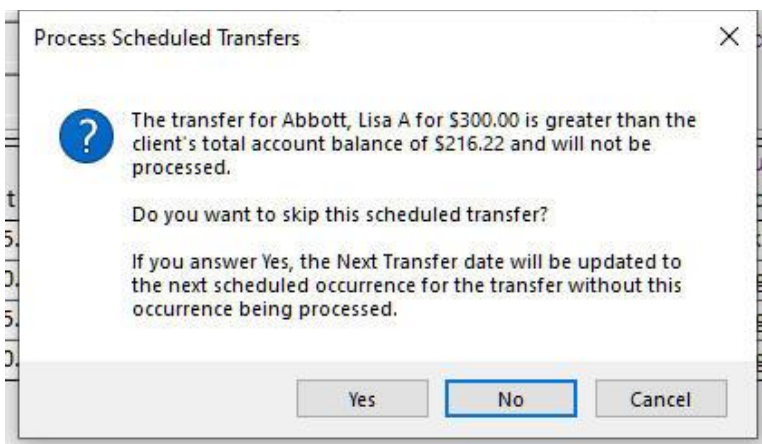 Process Scheduled Transfers
The transfer for Abbott, Lisa A for $300.00 is greater than the
client's total account balance of $216.22 and will not be
processed.
Do you want to skip this scheduled transfer?
If you answer Yes, the Next Transfer date will be updated to
the next scheduled occurrence for the transfer without this
occurrence being processed.
Yes
No
Cancel